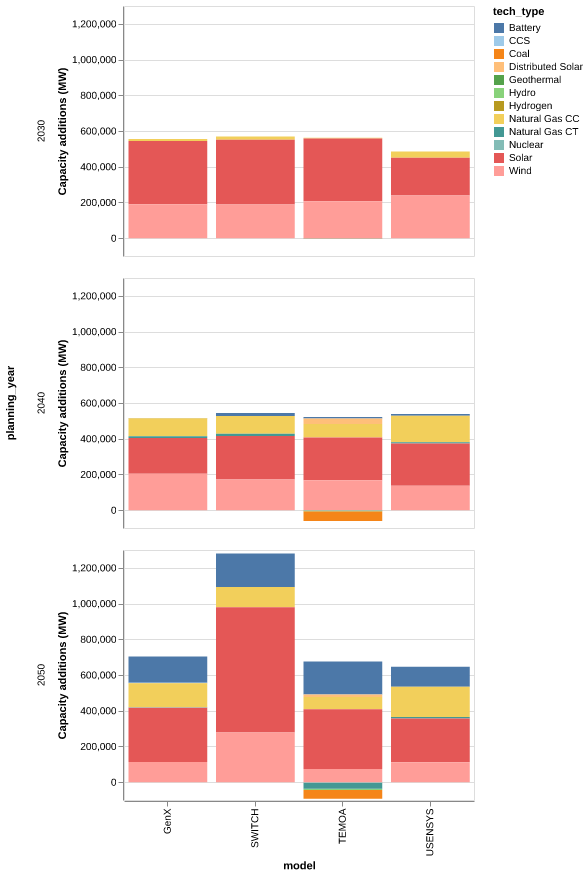 tech_type
Battery
CCS
Coal
Distributed Solar
Geothermal
Hydro
Hydrogen
Natural Gas CC
Natural Gas CT
Nuclear
Solar
Wind
planning_year
2030
Capacity additions (MW)
1,200,000
1,000,000
800,000
600,000
400,000
200,000
0
2040
Capacity additions (MW)
1,200,000
1,000,000
800,000
600,000
400,000
200,000
0
2050
Capacity additions (MW)
1,200,000
1,000,000
800,000
600,000
400,000
200,000
0
GenX
SWITCH
TEMOA
USENSYS
model